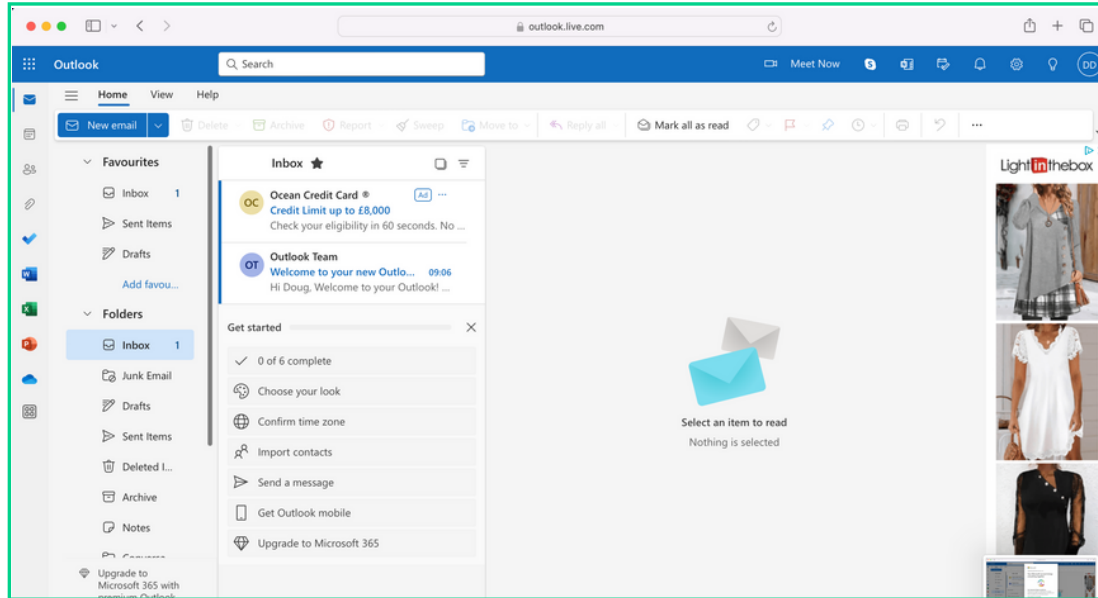 outlook.live.com
Outlook
Search
Meet Now
DD
Home View Help
New email
Delete Archive Report Sweep Move to Reply all Mark all as read
Favourites
Inbox 1
Sent Items
Drafts
Add favou...
Folders
Inbox 1
Junk Email
Drafts
Sent Items
Deleted I...
Archive
Notes
Upgrade to
Microsoft 365 with
premium Outlook
Inbox
OC
Ocean Credit Card ® Ad
Credit Limit up to £8,000
Check your eligibility in 60 seconds. No ...
OT
Outlook Team
Welcome to your new Outlo... 09:06
Hi Doug, Welcome to your Outlook! ...
Get started
0 of 6 complete
Choose your look
Confirm time zone
Import contacts
Send a message
Get Outlook mobile
Upgrade to Microsoft 365
Select an item to read
Nothing is selected
Lightinthebox